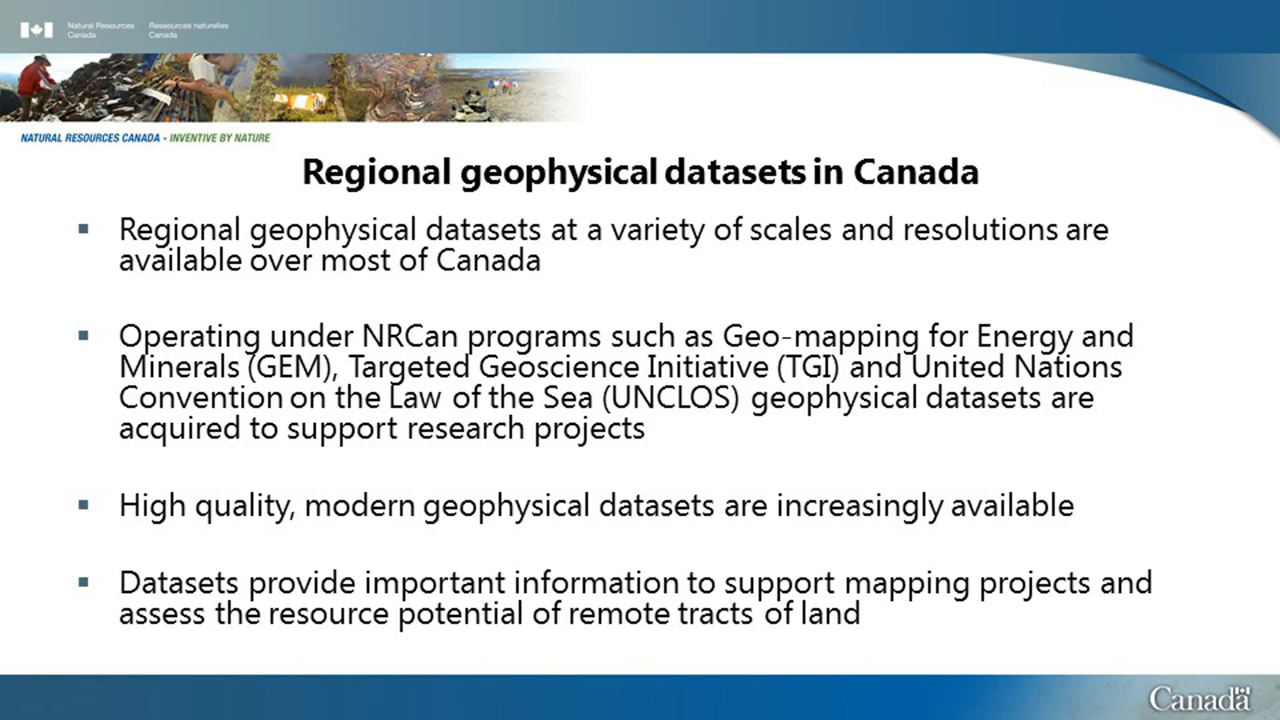 Natural Resources Ressources naturelles
Canada Canada
NATURAL RESOURCES CANADA - INVENTIVE BY NATURE
Regional geophysical datasets in Canada
▪ Regional geophysical datasets at a variety of scales and resolutions are
available over most of Canada
▪ Operating under NRCan programs such as Geo-mapping for Energy and
Minerals (GEM), Targeted Geoscience Initiative (TGI) and United Nations
Convention on the Law of the Sea (UNCLOS) geophysical datasets are
acquired to support research projects
▪ High quality, modern geophysical datasets are increasingly available
▪ Datasets provide important information to support mapping projects and
assess the resource potential of remote tracts of land
Canada